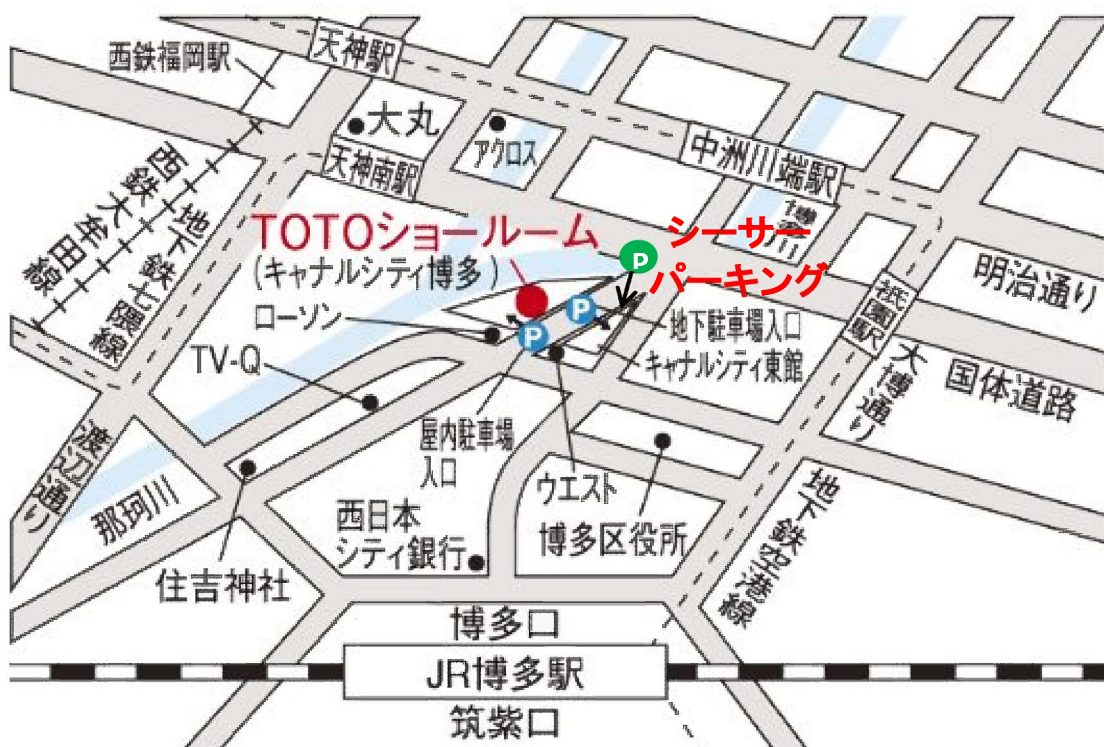 天神駅
西鉄福岡駅
大丸
アクロス
天神南駅
中洲川端駅
博多川
西鉄大牟田線
地下鉄七隈線
TOTOショールーム
(キャナルシティ博多)
シーサー
パーキング
P
明治通り
祇園駅
ローソン
P
P
地下駐車場入口
キャナルシティ東館
TV-Q
大博通り
国体道路
渡辺通り
那珂川
屋内駐車場
入口
ウエスト
博多区役所
西日本
シティ銀行
地下鉄空港線
住吉神社
博多口
JR博多駅
筑紫口